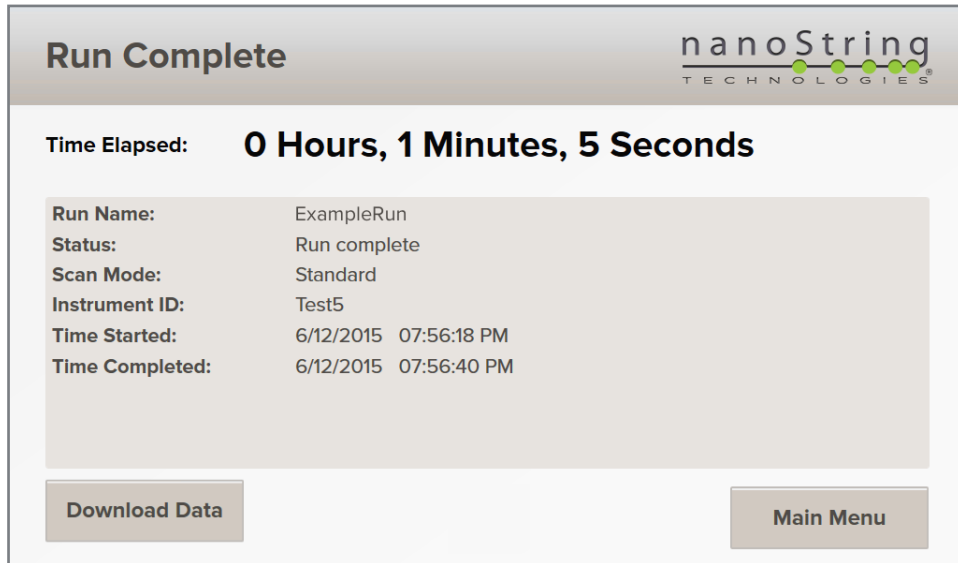 Run Complete
nanoString
TECHNOLOGIES®
Time Elapsed: 0 Hours, 1 Minutes, 5 Seconds
Run Name: ExampleRun
Status: Run complete
Scan Mode: Standard
Instrument ID: Test5
Time Started: 6/12/2015 07:56:18 PM
Time Completed: 6/12/2015 07:56:40 PM
Download Data
Main Menu